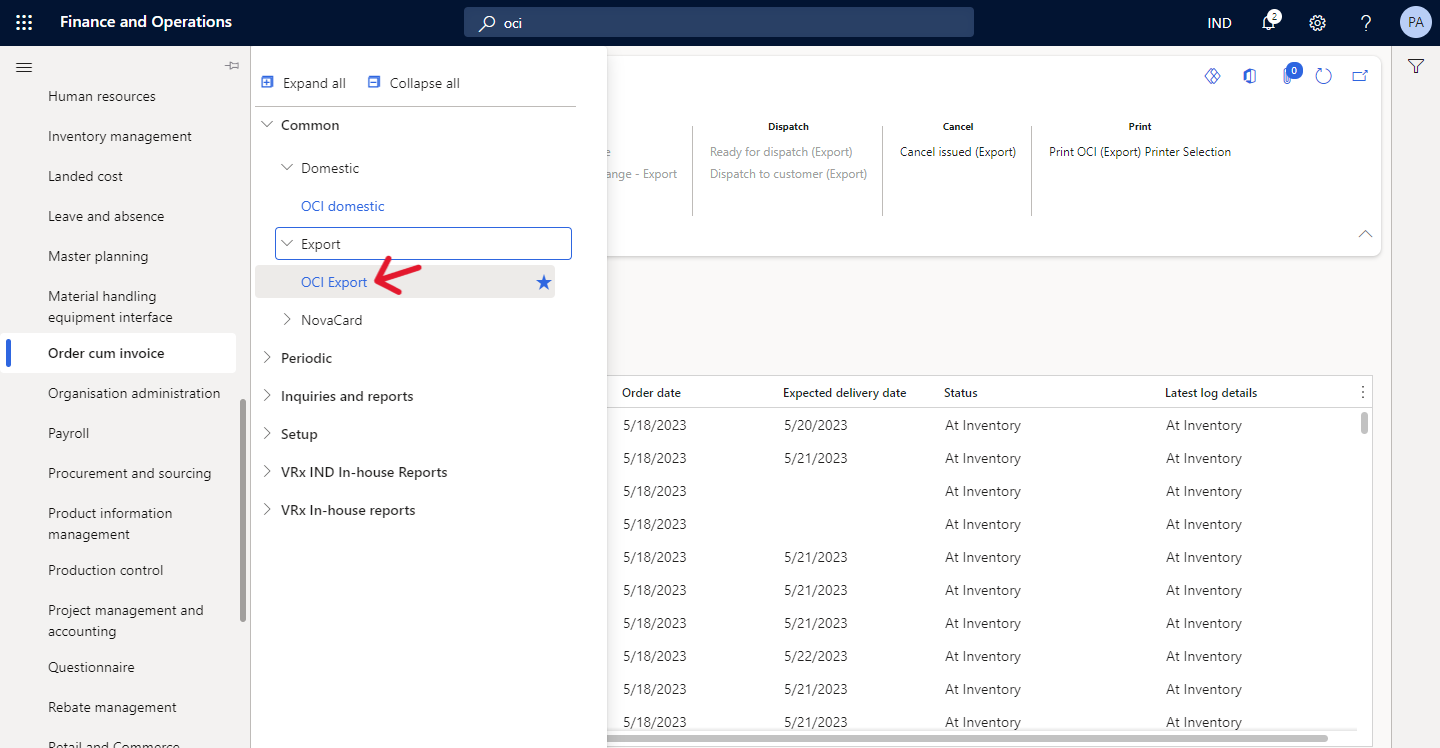 Finance and Operations
oci
IND
2
PA
Human resources
Inventory management
Landed cost
Leave and absence
Master planning
Material handling
equipment interface
Order cum invoice
Organisation administration
Payroll
Procurement and sourcing
Product information
management
Production control
Project management and
accounting
Questionnaire
Rebate management
Retail and Commerce
Expand all
Collapse all
Common
Domestic
OCI domestic
Export
OCI Export
NovaCard
Periodic
Inquiries and reports
Setup
VRx IND In-house Reports
VRx In-house reports
0
ange - Export
Dispatch
Ready for dispatch (Export)
Dispatch to customer (Export)
Cancel
Cancel issued (Export)
Print
Print OCI (Export) Printer Selection
Order date Expected delivery date Status Latest log details
5/18/2023 5/20/2023 At Inventory At Inventory
5/18/2023 5/21/2023 At Inventory At Inventory
5/18/2023 At Inventory At Inventory
5/18/2023 At Inventory At Inventory
5/18/2023 5/21/2023 At Inventory At Inventory
5/18/2023 5/21/2023 At Inventory At Inventory
5/18/2023 5/21/2023 At Inventory At Inventory
5/18/2023 5/22/2023 At Inventory At Inventory
5/18/2023 5/21/2023 At Inventory At Inventory
5/18/2023 5/21/2023 At Inventory At Inventory